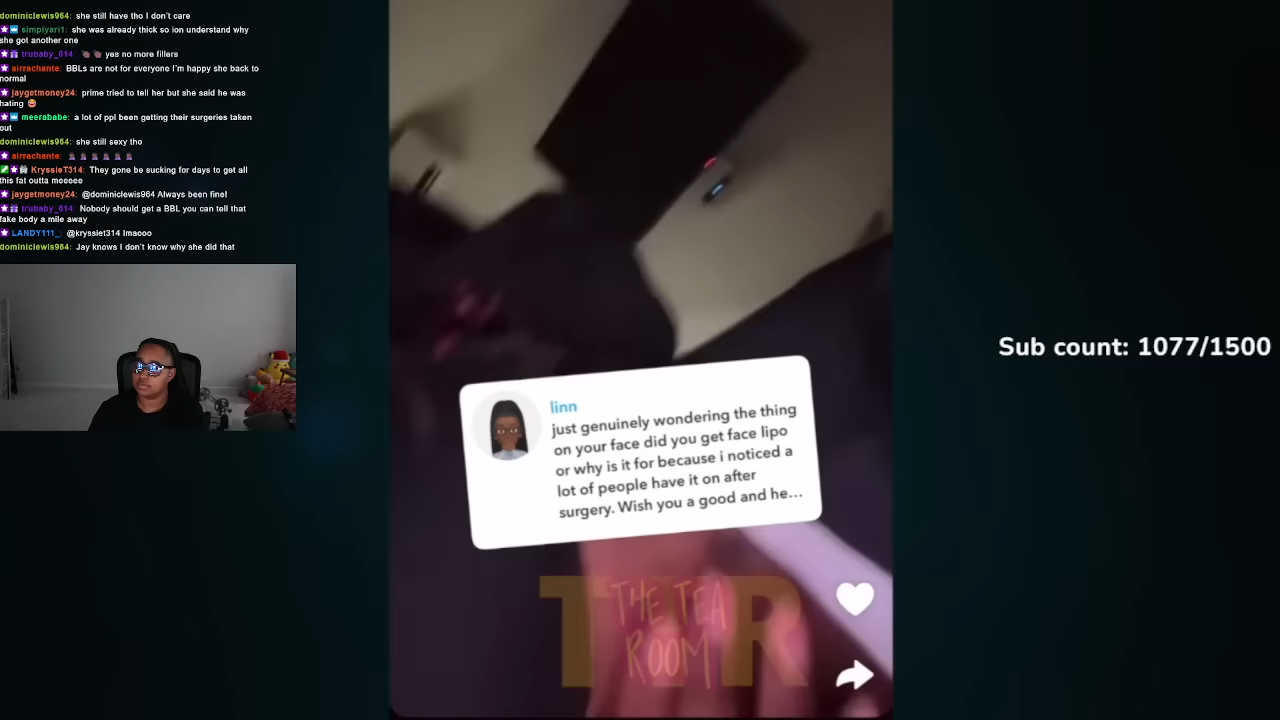 dominiclewis964: she still have tho I don't care
simplyari1: she was already thick so ion understand why
she got another one
trubaby_614: yes no more fillers
airrachante: BBLs are not for everyone I'm happy she back to
normal
jaygetmoney24: prime tried to tell her but she said he was
hating
meerababe: a lot of ppl been getting their surgeries taken
out
dominiclewis964: she still sexy tho
airrachante:
KryssieT314: They gone be sucking for days to get all
this fat outta meeeee
jaygetmoney24: @dominiclewis964 Always been fine!
trubaby_614: Nobody should get a BBL you can tell that
fake body a mile away
LANDY111_: @kryssiet314 lmaooo
dominiclewis964: Jay knows I don't know why she did that
Sub count: 1077/1500
linn
just genuinely wondering the thing
on your face did you get face lipo
or why is it for because i noticed a
lot of people have it on after
surgery. Wish you a good and he...
THE TEA
ROOM
TTR